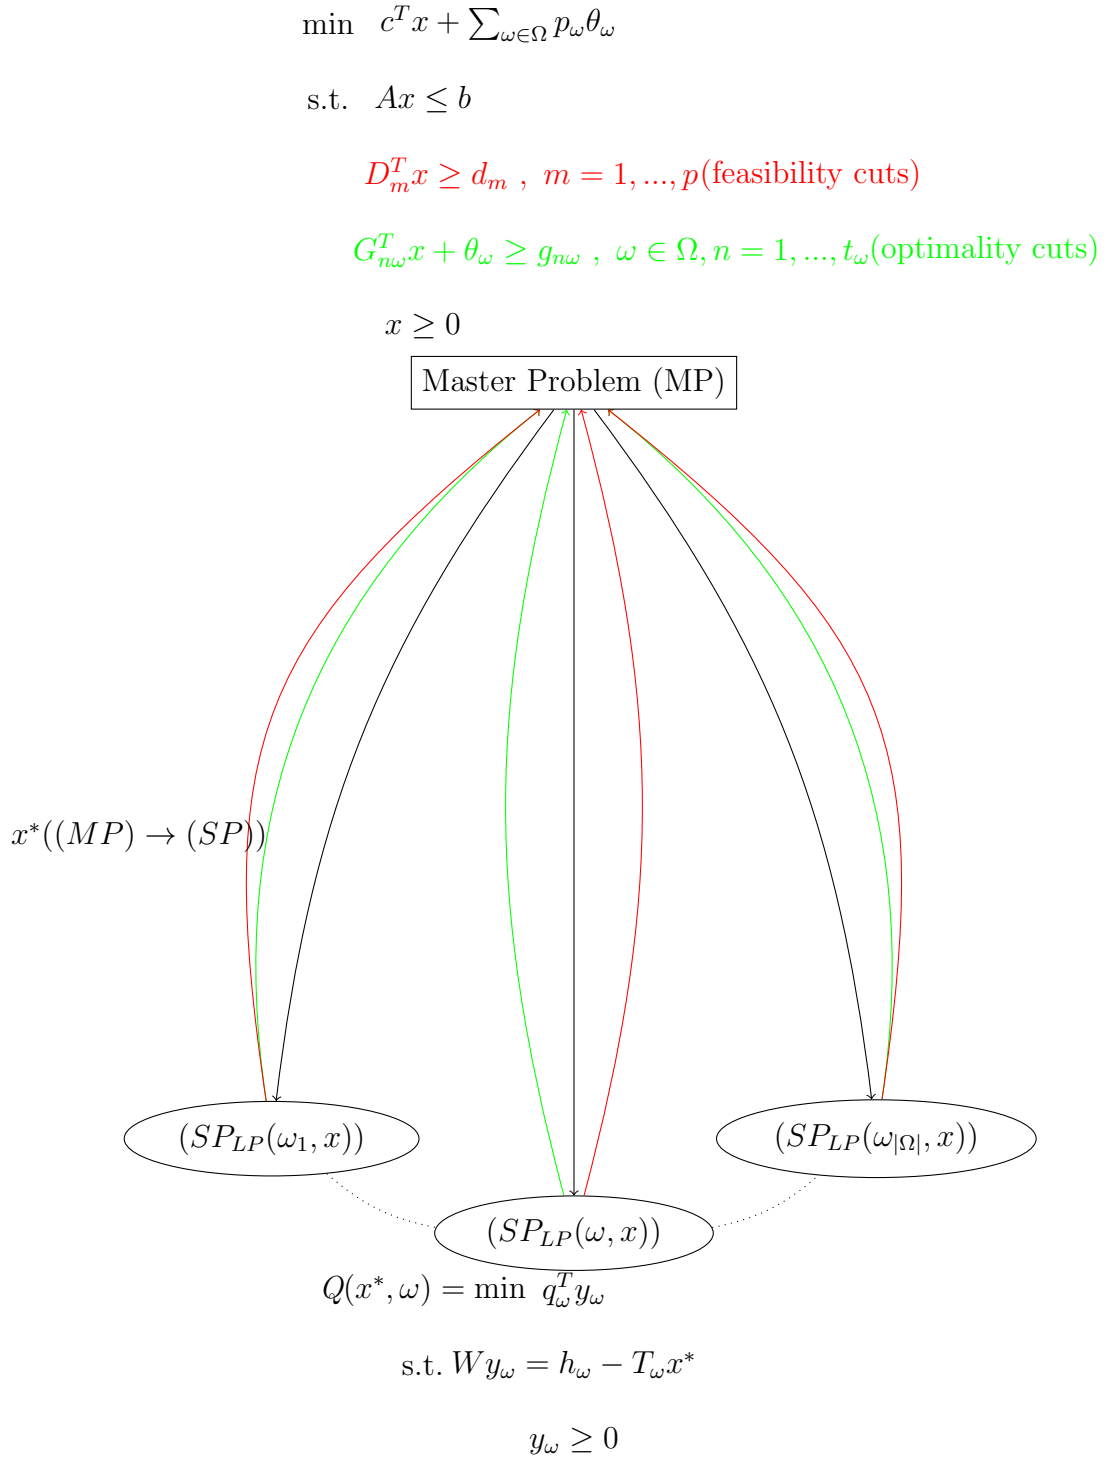 min c^T x + ∑_{ω∈Ω} p_ω θ_ω
s.t. Ax ≤ b
D_m^T x ≥ d_m , m = 1, ..., p(feasibility cuts)
G_{nω}^T x + θ_ω ≥ g_{nω} , ω ∈ Ω, n = 1, ..., t_ω(optimality cuts)
x ≥ 0
Master Problem (MP)
x*((MP) → (SP))
(SP_{LP}(ω_1, x))
(SP_{LP}(ω_{|Ω|}, x))
(SP_{LP}(ω, x))
Q(x*, ω) = min q_ω^T y_ω
s.t. W y_ω = h_ω − T_ω x*
y_ω ≥ 0